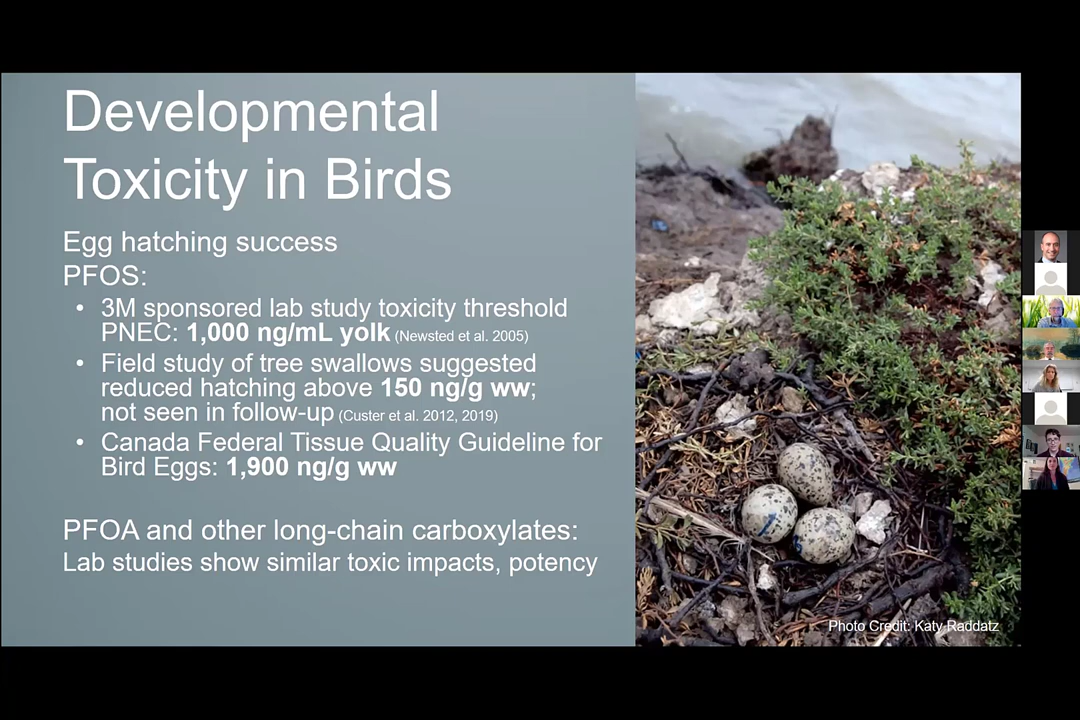 Developmental
Toxicity in Birds
Egg hatching success
PFOS:
• 3M sponsored lab study toxicity threshold
PNEC: 1,000 ng/mL yolk (Newsted et al. 2005)
• Field study of tree swallows suggested
reduced hatching above 150 ng/g ww;
not seen in follow-up (Custer et al. 2012, 2019)
• Canada Federal Tissue Quality Guideline for
Bird Eggs: 1,900 ng/g ww
PFOA and other long-chain carboxylates:
Lab studies show similar toxic impacts, potency
Photo Credit: Katy Raddatz